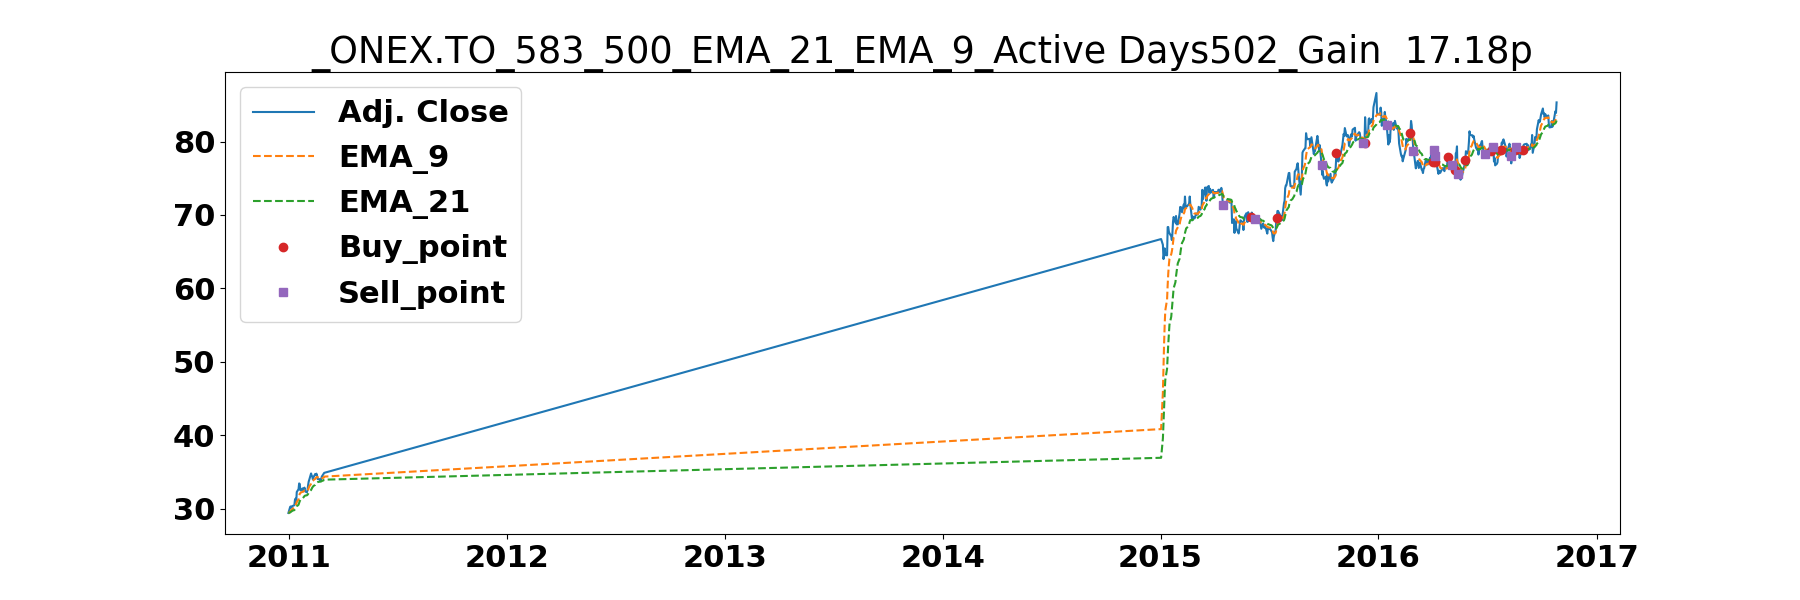 _ONEX.TO_583_500_EMA_21_EMA_9_Active Days502_Gain  17.18p
Adj. Close
EMA_9
EMA_21
Buy_point
Sell_point
80
70
60
50
40
30
2011 2012 2013 2014 2015 2016 2017